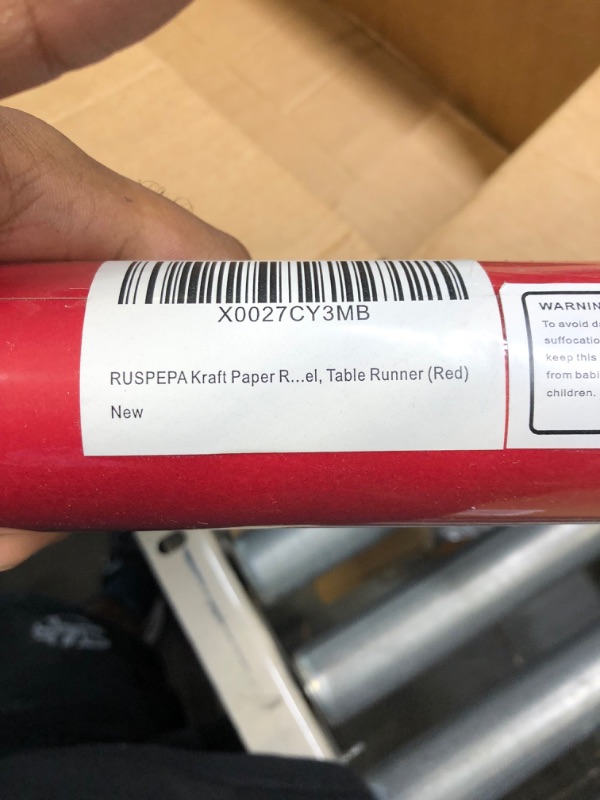 X0027CY3MB
RUSPEPA Kraft Paper R...el, Table Runner (Red)
New
WARNIN
To avoid d
suffocatio
keep this
from babi
children.